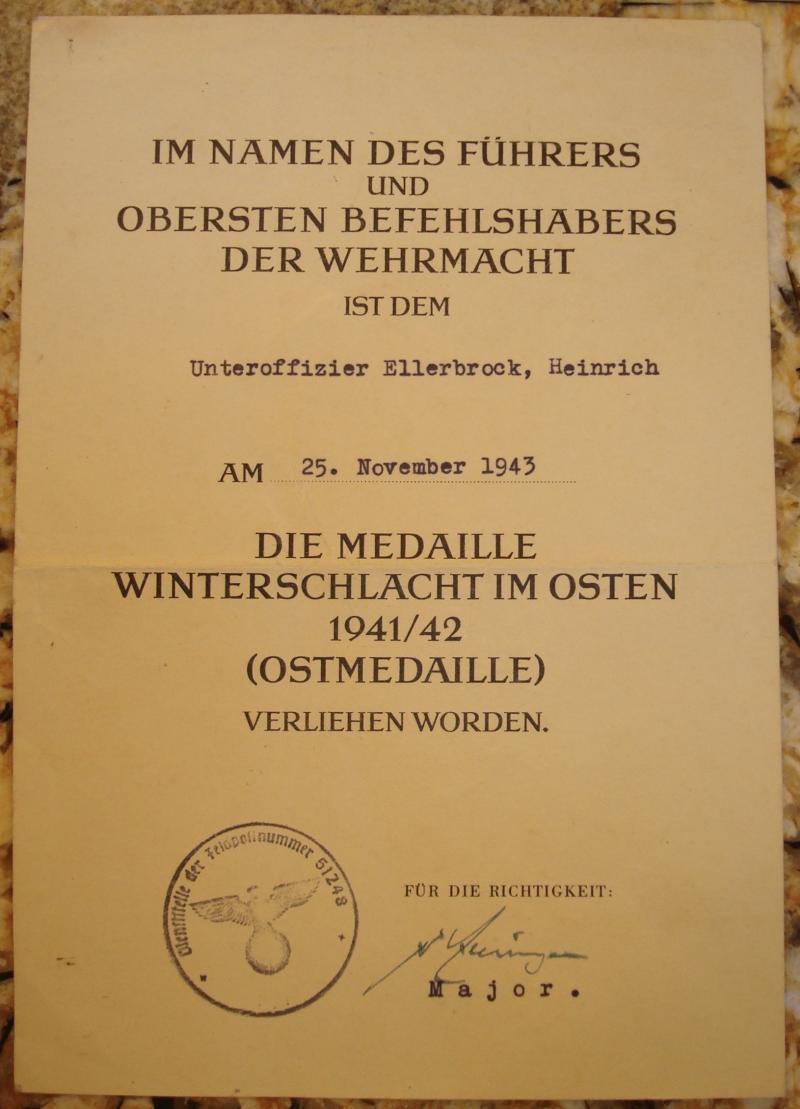 IM NAMEN DES FÜHRERS
UND
OBERSTEN BEFEHLSHABERS
DER WEHRMACHT
IST DEM
Unteroffizier Ellerbrock, Heinrich
AM 25. November 1943
DIE MEDAILLE
WINTERSCHLACHT IM OSTEN
1941/42
(OSTMEDAILLE)
VERLIEHEN WORDEN.
Dienststelle der Feldpostnummer 51248
FÜR DIE RICHTIGKEIT:
Major.